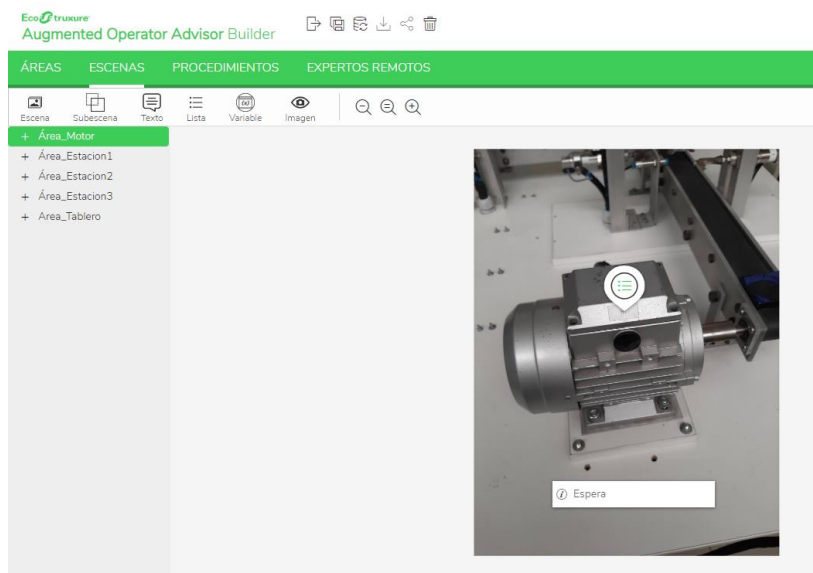 EcoStruxure
Augmented Operator Advisor Builder
ÁREAS ESCENAS PROCEDIMIENTOS EXPERTOS REMOTOS
Escena Subescena Texto Lista Variable Imagen
+ Área_Motor
+ Área_Estacion1
+ Área_Estacion2
+ Área_Estacion3
+ Area_Tablero
Espera